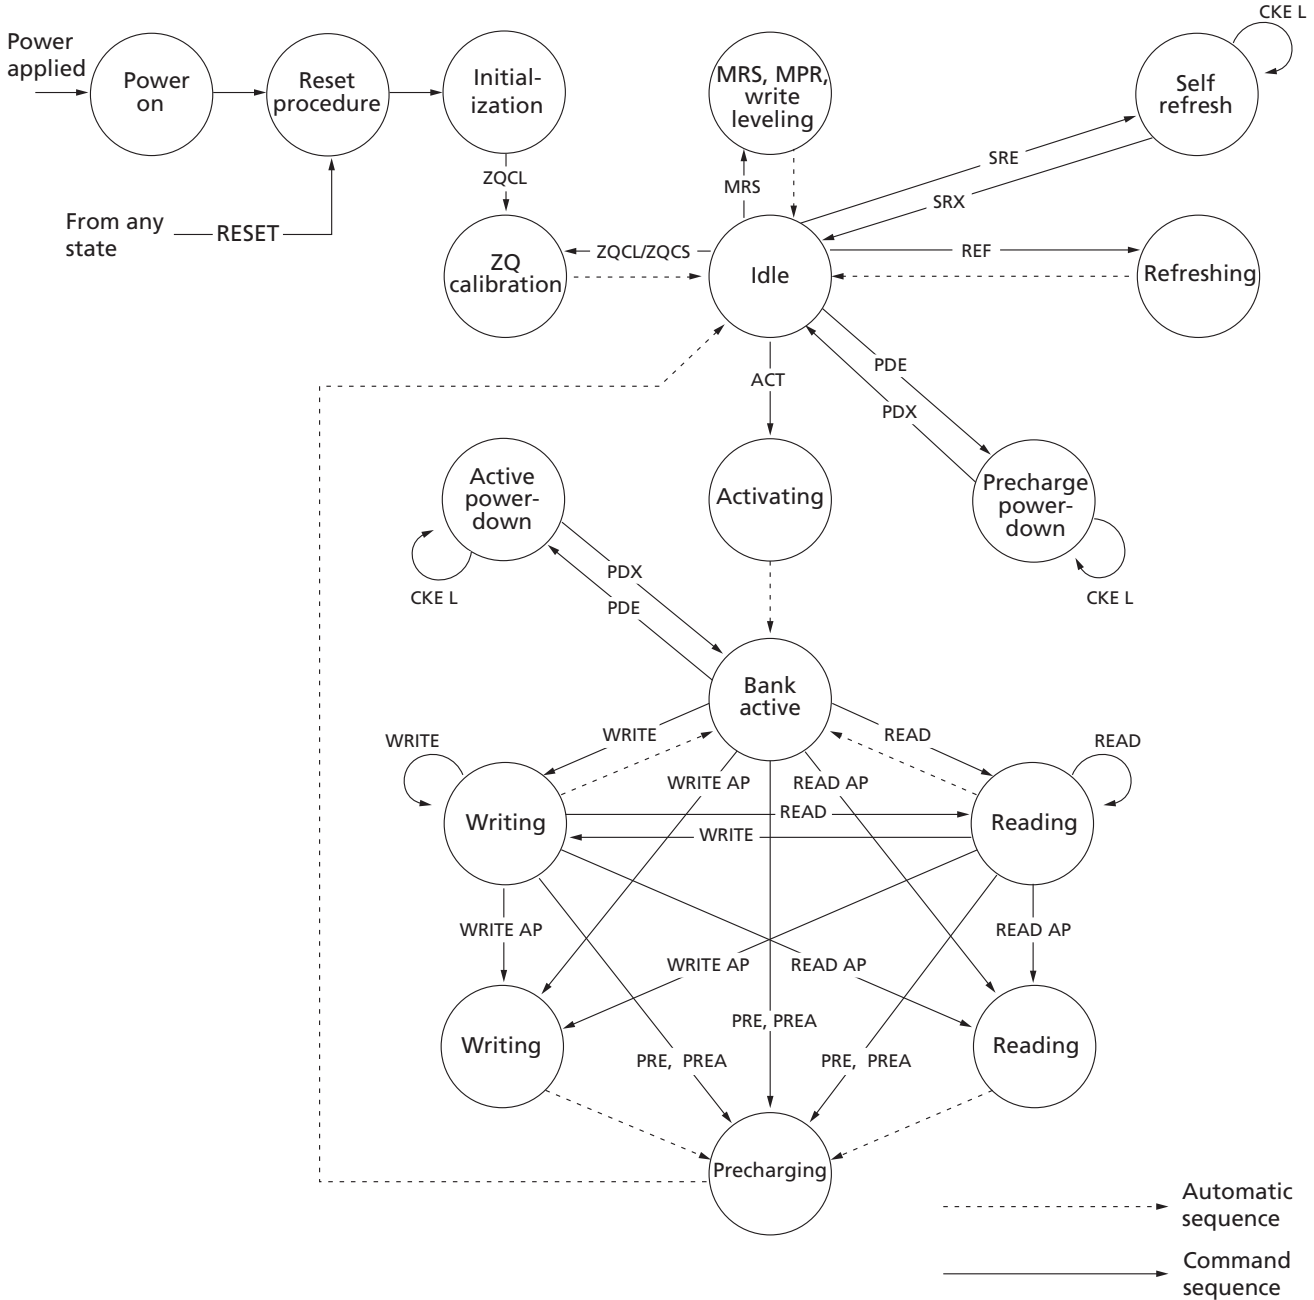 Power
applied
Power
on
Reset
procedure
Initial-
ization
MRS, MPR,
write
leveling
CKE L
Self
refresh
ZQCL
MRS
SRE
SRX
From any
state
RESET
ZQ
calibration
ZQCL/ZQCS
Idle
REF
Refreshing
PDE
PDX
ACT
Active
power-
down
Activating
Precharge
power-
down
CKE L
CKE L
PDX
PDE
Bank
active
WRITE
READ
WRITE
READ
WRITE AP
READ AP
Writing
READ
WRITE
Reading
WRITE AP
READ AP
WRITE AP
READ AP
PRE, PREA
Writing
Reading
PRE, PREA
PRE, PREA
Precharging
Automatic
sequence
Command
sequence